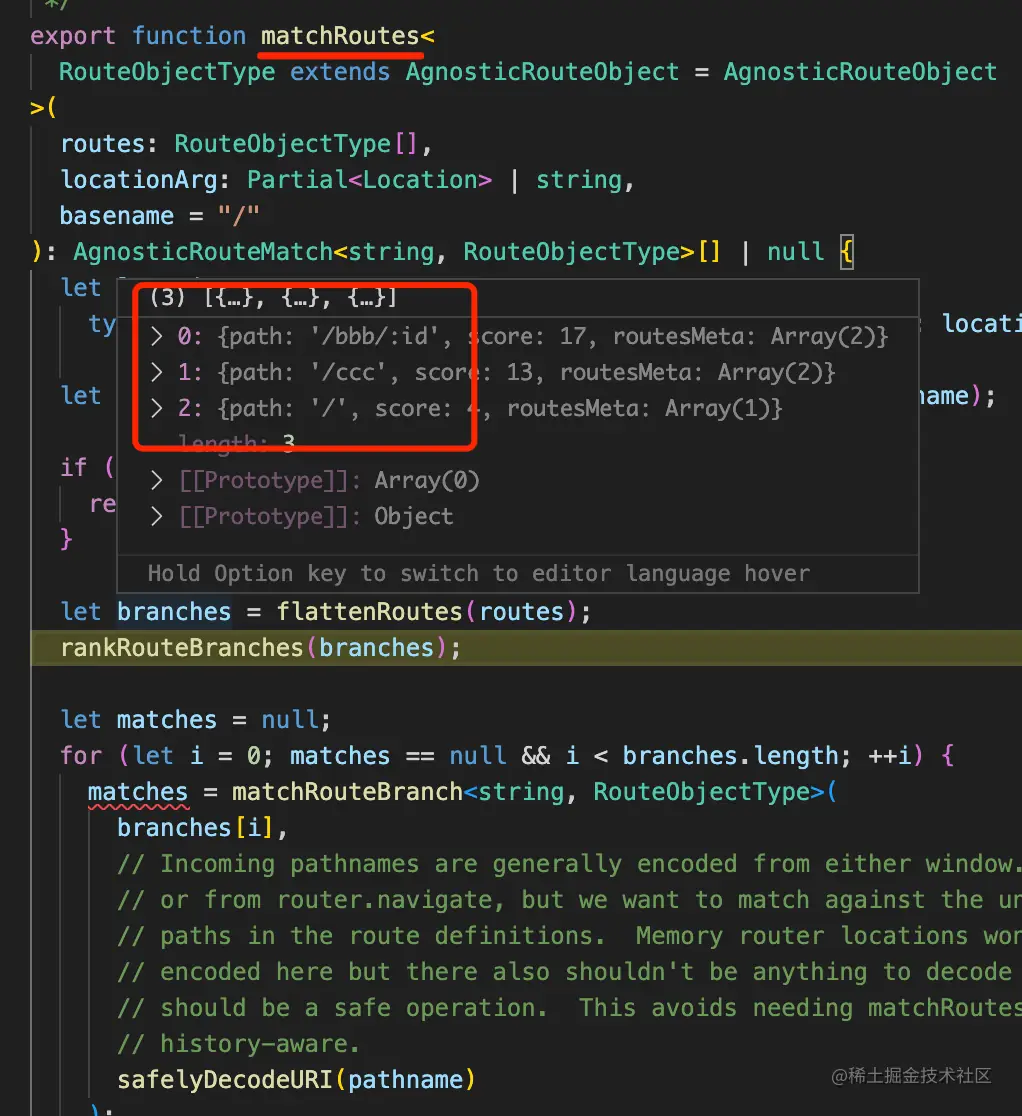 */
export function matchRoutes<
RouteObjectType extends AgnosticRouteObject = AgnosticRouteObject
>(
routes: RouteObjectType[],
locationArg: Partial<Location> | string,
basename = "/"
): AgnosticRouteMatch<string, RouteObjectType>[] | null {
let
(3) [{…}, {…}, {…}]
ty > 0: {path: '/bbb/:id', score: 17, routesMeta: Array(2)} locati
> 1: {path: '/ccc', score: 13, routesMeta: Array(2)}
let > 2: {path: '/', score: 4, routesMeta: Array(1)} name);
length: 3
if ( > [[Prototype]]: Array(0)
re > [[Prototype]]: Object
}
Hold Option key to switch to editor language hover
let branches = flattenRoutes(routes);
rankRouteBranches(branches);
let matches = null;
for (let i = 0; matches == null && i < branches.length; ++i) {
matches = matchRouteBranch<string, RouteObjectType>(
branches[i],
// Incoming pathnames are generally encoded from either window.
// or from router.navigate, but we want to match against the un
// paths in the route definitions.  Memory router locations won
// encoded here but there also shouldn't be anything to decode
// should be a safe operation.  This avoids needing matchRoutes
// history-aware.
safelyDecodeURI(pathname)
);
@稀土掘金技术社区